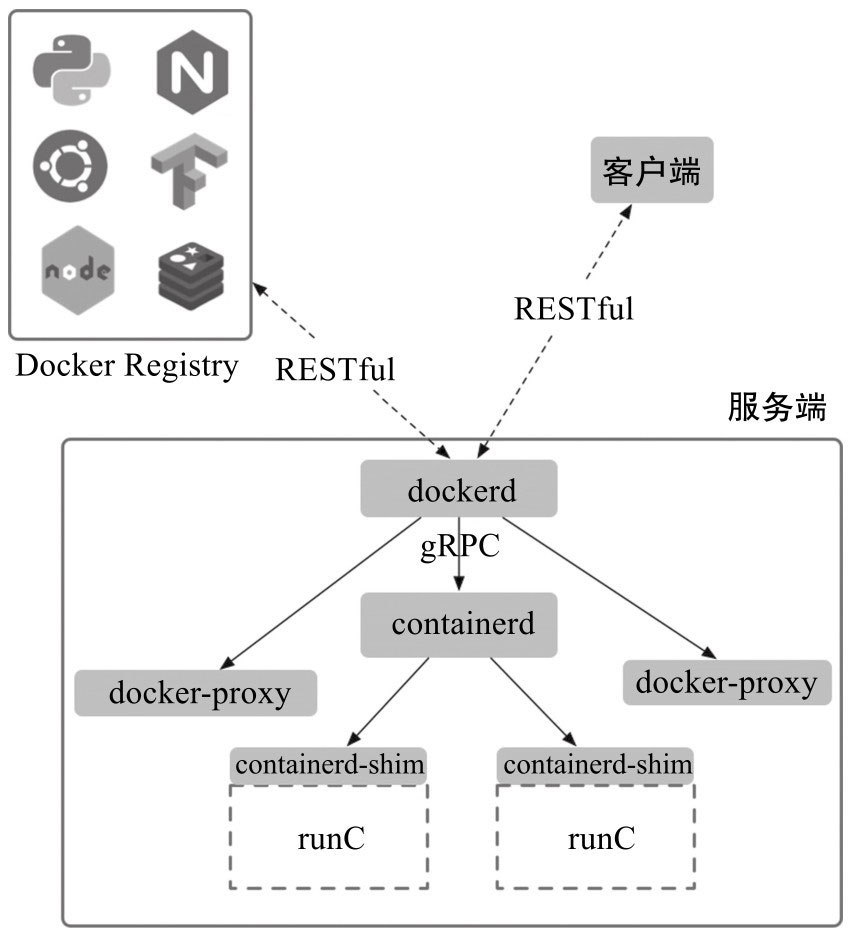 N
TF
node
客户端
RESTful
Docker Registry
RESTful
服务端
dockerd
gRPC
containerd
docker-proxy
docker-proxy
containerd-shim
containerd-shim
runC
runC